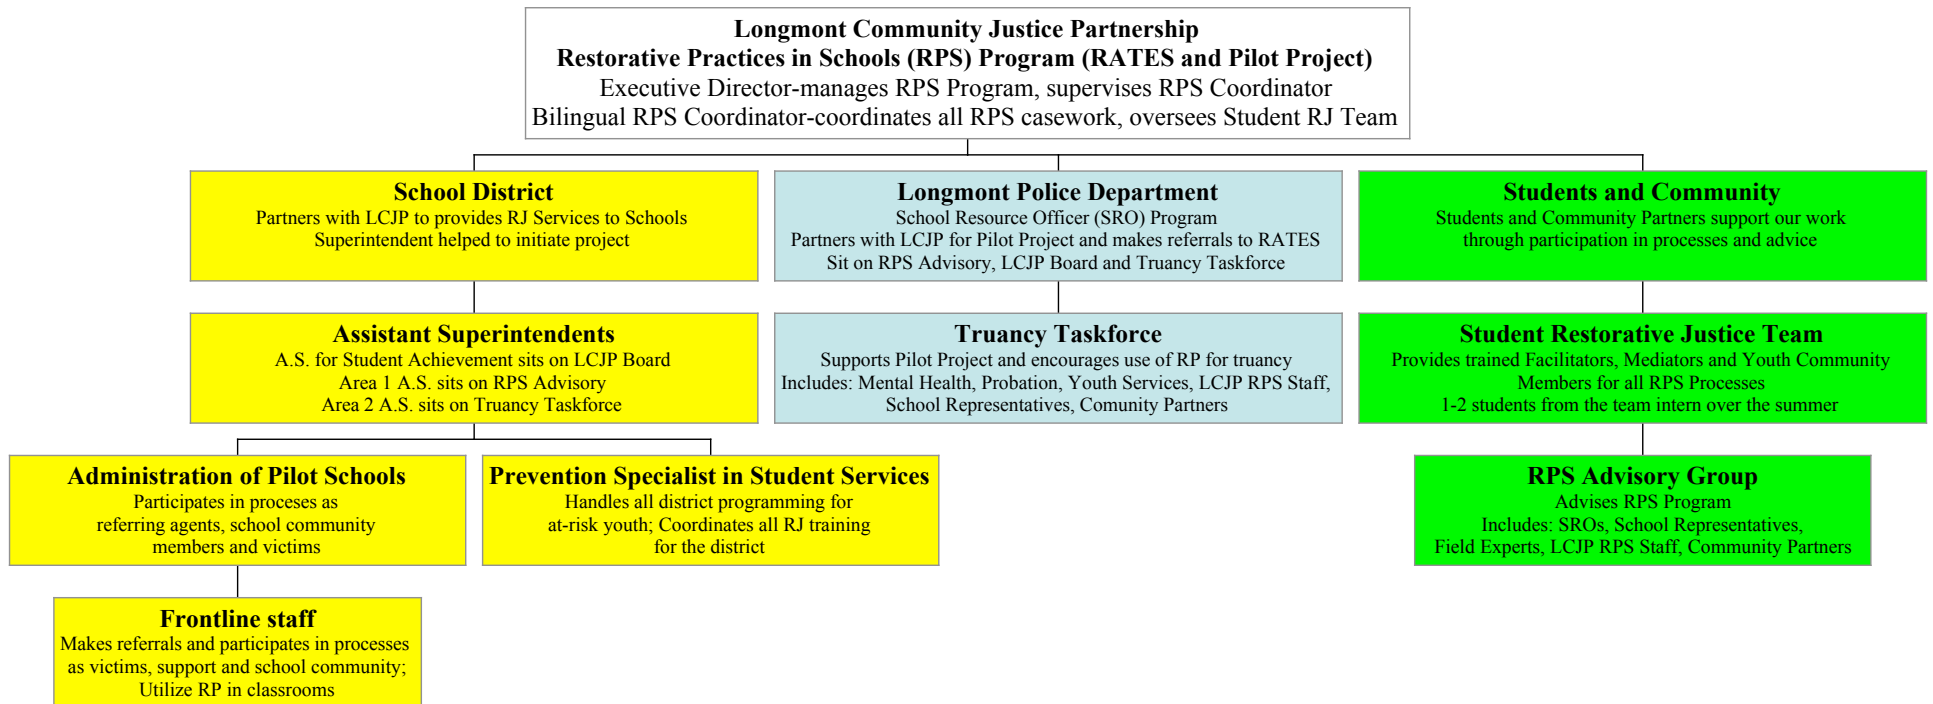 Longmont Community Justice Partnership
Restorative Practices in Schools (RPS) Program (RATES and Pilot Project)
Executive Director-manages RPS Program, supervises RPS Coordinator
Bilingual RPS Coordinator-coordinates all RPS casework, oversees Student RJ Team
School District
Partners with LCJP to provides RJ Services to Schools
Superintendent helped to initiate project
Longmont Police Department
School Resource Officer (SRO) Program
Partners with LCJP for Pilot Project and makes referrals to RATES
Sit on RPS Advisory, LCJP Board and Truancy Taskforce
Students and Community
Students and Community Partners support our work
through participation in processes and advice
Assistant Superintendents
A.S. for Student Achievement sits on LCJP Board
Area 1 A.S. sits on RPS Advisory
Area 2 A.S. sits on Truancy Taskforce
Truancy Taskforce
Supports Pilot Project and encourages use of RP for truancy
Includes: Mental Health, Probation, Youth Services, LCJP RPS Staff,
School Representatives, Comunity Partners
Student Restorative Justice Team
Provides trained Facilitators, Mediators and Youth Community
Members for all RPS Processes
1-2 students from the team intern over the summer
Administration of Pilot Schools
Participates in proceses as
referring agents, school community
members and victims
Prevention Specialist in Student Services
Handles all district programming for
at-risk youth; Coordinates all RJ training
for the district
RPS Advisory Group
Advises RPS Program
Includes: SROs, School Representatives,
Field Experts, LCJP RPS Staff, Community Partners
Frontline staff
Makes referrals and participates in processes
as victims, support and school community;
Utilize RP in classrooms